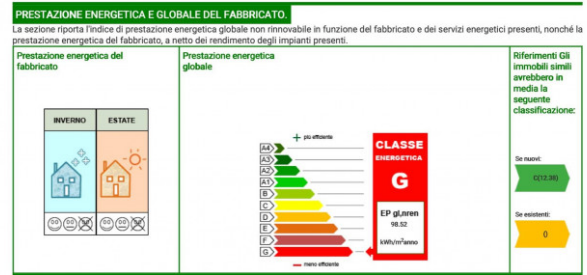 PRESTAZIONE ENERGETICA E GLOBALE DEL FABBRICATO.
La sezione riporta l'indice di prestazione energetica globale non rinnovabile in funzione del fabbricato e dei servizi energetici presenti, nonché la
prestazione energetica del fabbricato, a netto dei rendimento degli impianti presenti.
Prestazione energetica del
fabbricato
INVERNO
ESTATE
Prestazione energetica
globale
+ più efficiente
A4
A3
A2
A1
B
C
D
E
F
G
— meno efficiente
CLASSE
ENERGETICA
G
EP gl,nren
98.52
kWh/m²anno
Riferimenti Gli
immobili simili
avrebbero in
media la
seguente
classificazione:
Se nuovi:
Se esistenti:
0